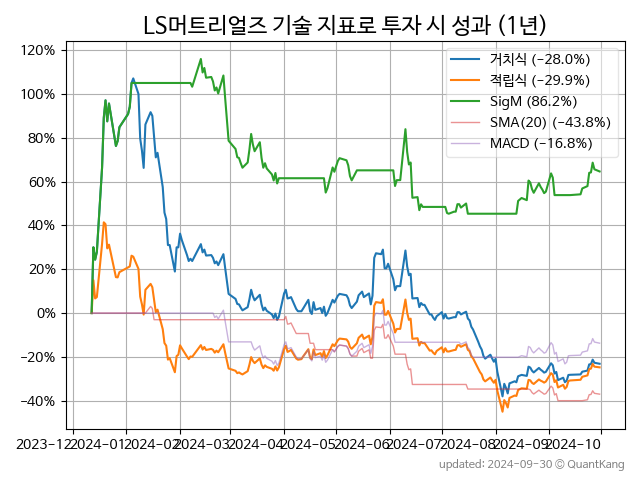 LS머트리얼즈 기술 지표로 투자 시 성과 (1년)
거치식 (−28.0%)
적립식 (−29.9%)
SigM (86.2%)
SMA(20) (−43.8%)
MACD (−16.8%)
120%
100%
80%
60%
40%
20%
0%
−20%
−40%
2023-12 2024-01 2024-02 2024-03 2024-04 2024-05 2024-06 2024-07 2024-08 2024-09 2024-10
updated: 2024-09-30 © QuantKang